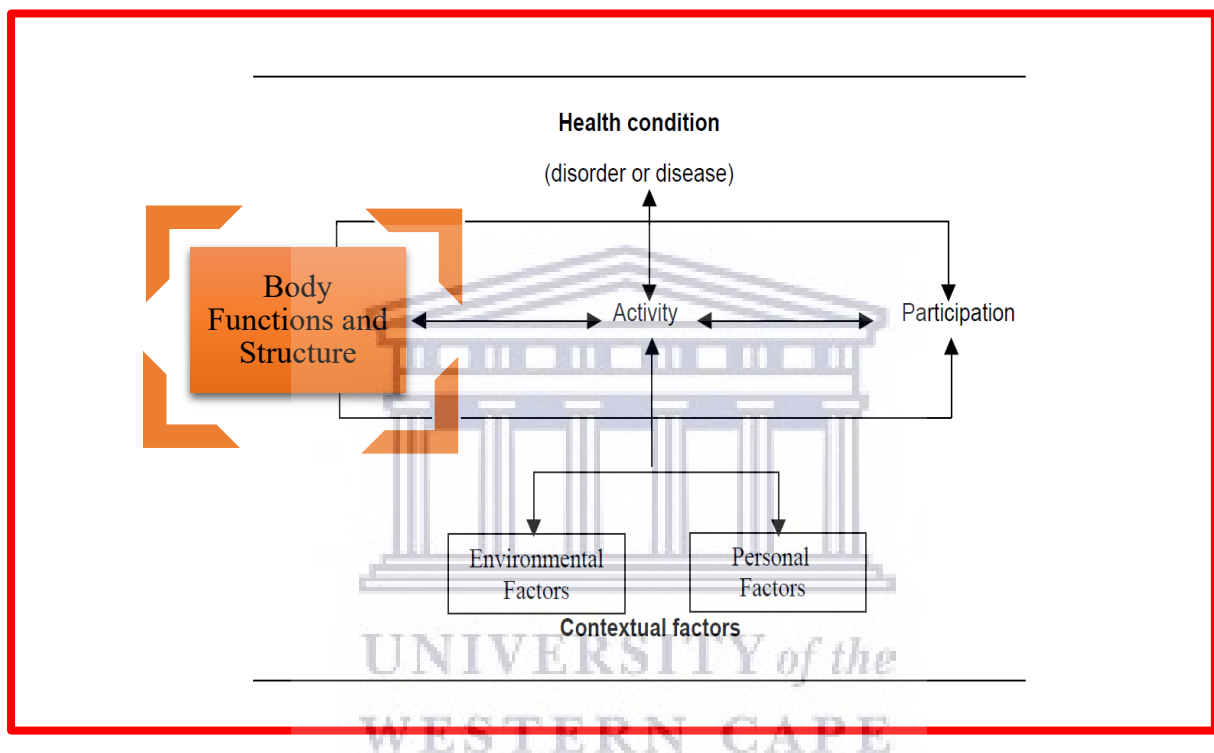 Health condition
(disorder or disease)
Body
Functions and
Structure
Activity
Participation
Environmental
Factors
Personal
Factors
Contextual factors
UNIVERSITY of the
WESTERN CAPE